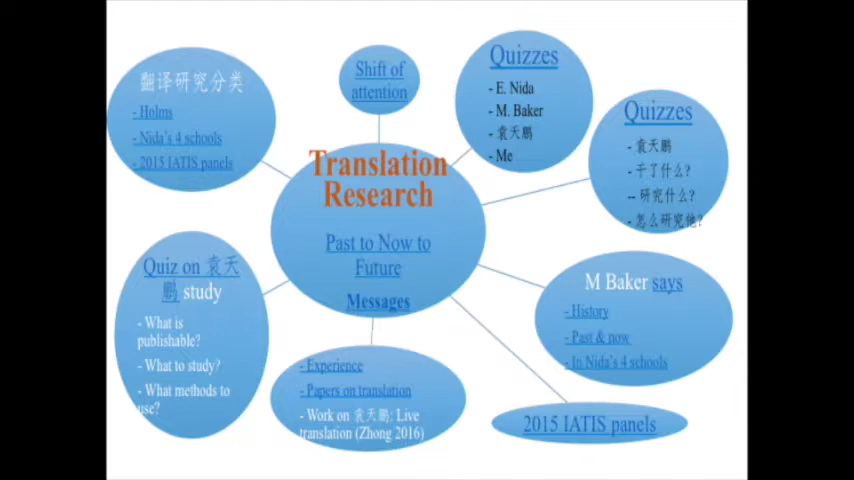 翻译研究分类
- Holms
- Nida's 4 schools
- 2015 IATIS panels
Shift of
attention
Quizzes
- E. Nida
- M. Baker
- 袁天鹏
- Me
Quizzes
- 袁天鹏
- 干了什么?
-- 研究什么?
- 怎么研究他?
Translation
Research
Past to Now to
Future
Messages
Quiz on 袁天
鹏 study
- What is
publishable?
- What to study?
- What methods to
use?
- Experience
- Papers on translation
- Work on 袁天鹏: Live
translation (Zhong 2016)
M Baker says
- History
- Past & now
- In Nida's 4 schools
2015 IATIS panels